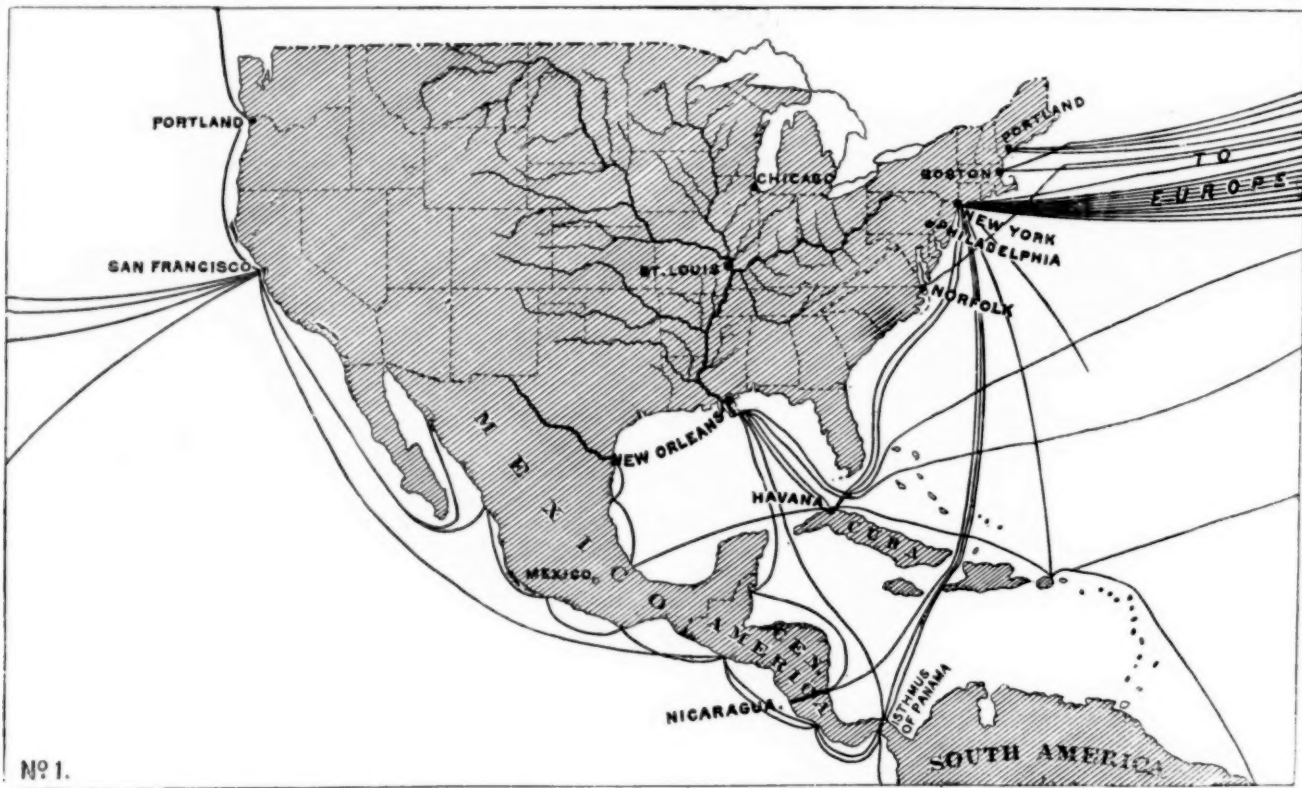 PORTLAND
PORTLAND
CHICAGO
BOSTON
TO
EUROPE
NEW YORK
PHILADELPHIA
SAN FRANCISCO
ST. LOUIS
NORFOLK
NEW ORLEANS
HAVANA
CUBA
MEXICO
MEXICO,
CEN.
AMERICA
NICARAGUA.
ISTHMUS
OF PANAMA
SOUTH AMERICA
Nº 1.